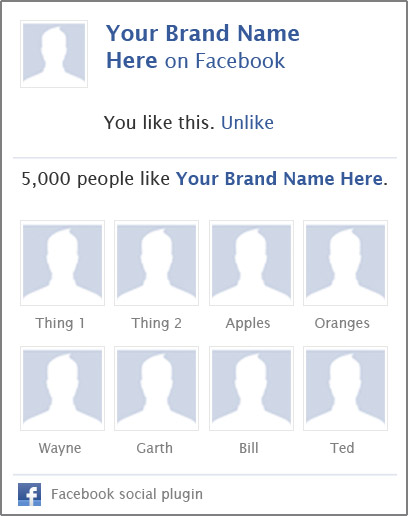 Your Brand Name
Here on Facebook
You like this. Unlike
5,000 people like Your Brand Name Here.
Thing 1 Thing 2 Apples Oranges
Wayne Garth Bill Ted
f Facebook social plugin